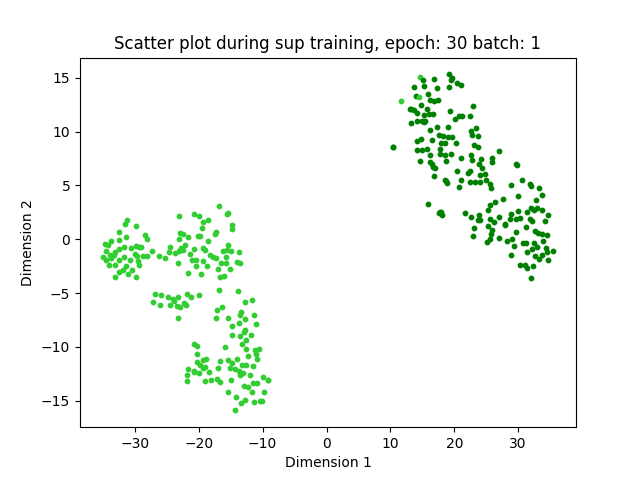 Scatter plot during sup training, epoch: 30 batch: 1
15
10
5
0
−5
−10
−15
Dimension 2
−30 −20 −10 0 10 20 30
Dimension 1